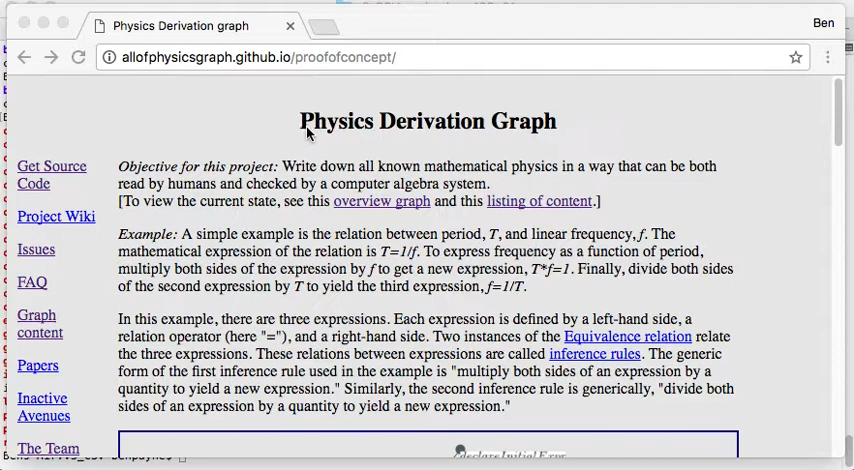 Physics Derivation graph
Ben
allofphysicsgraph.github.io/proofofconcept/
Physics Derivation Graph
Get Source
Code
Project Wiki
Issues
FAQ
Graph
content
Papers
Inactive
Avenues
The Team
Objective for this project: Write down all known mathematical physics in a way that can be both
read by humans and checked by a computer algebra system.
[To view the current state, see this overview graph and this listing of content.]
Example: A simple example is the relation between period, T, and linear frequency, f. The
mathematical expression of the relation is T=1/f. To express frequency as a function of period,
multiply both sides of the expression by f to get a new expression, T*f=1. Finally, divide both sides
of the second expression by T to yield the third expression, f=1/T.
In this example, there are three expressions. Each expression is defined by a left-hand side, a
relation operator (here "="), and a right-hand side. Two instances of the Equivalence relation relate
the three expressions. These relations between expressions are called inference rules. The generic
form of the first inference rule used in the example is "multiply both sides of an expression by a
quantity to yield a new expression." Similarly, the second inference rule is generically, "divide both
sides of an expression by a quantity to yield a new expression."
declareInitialExpr